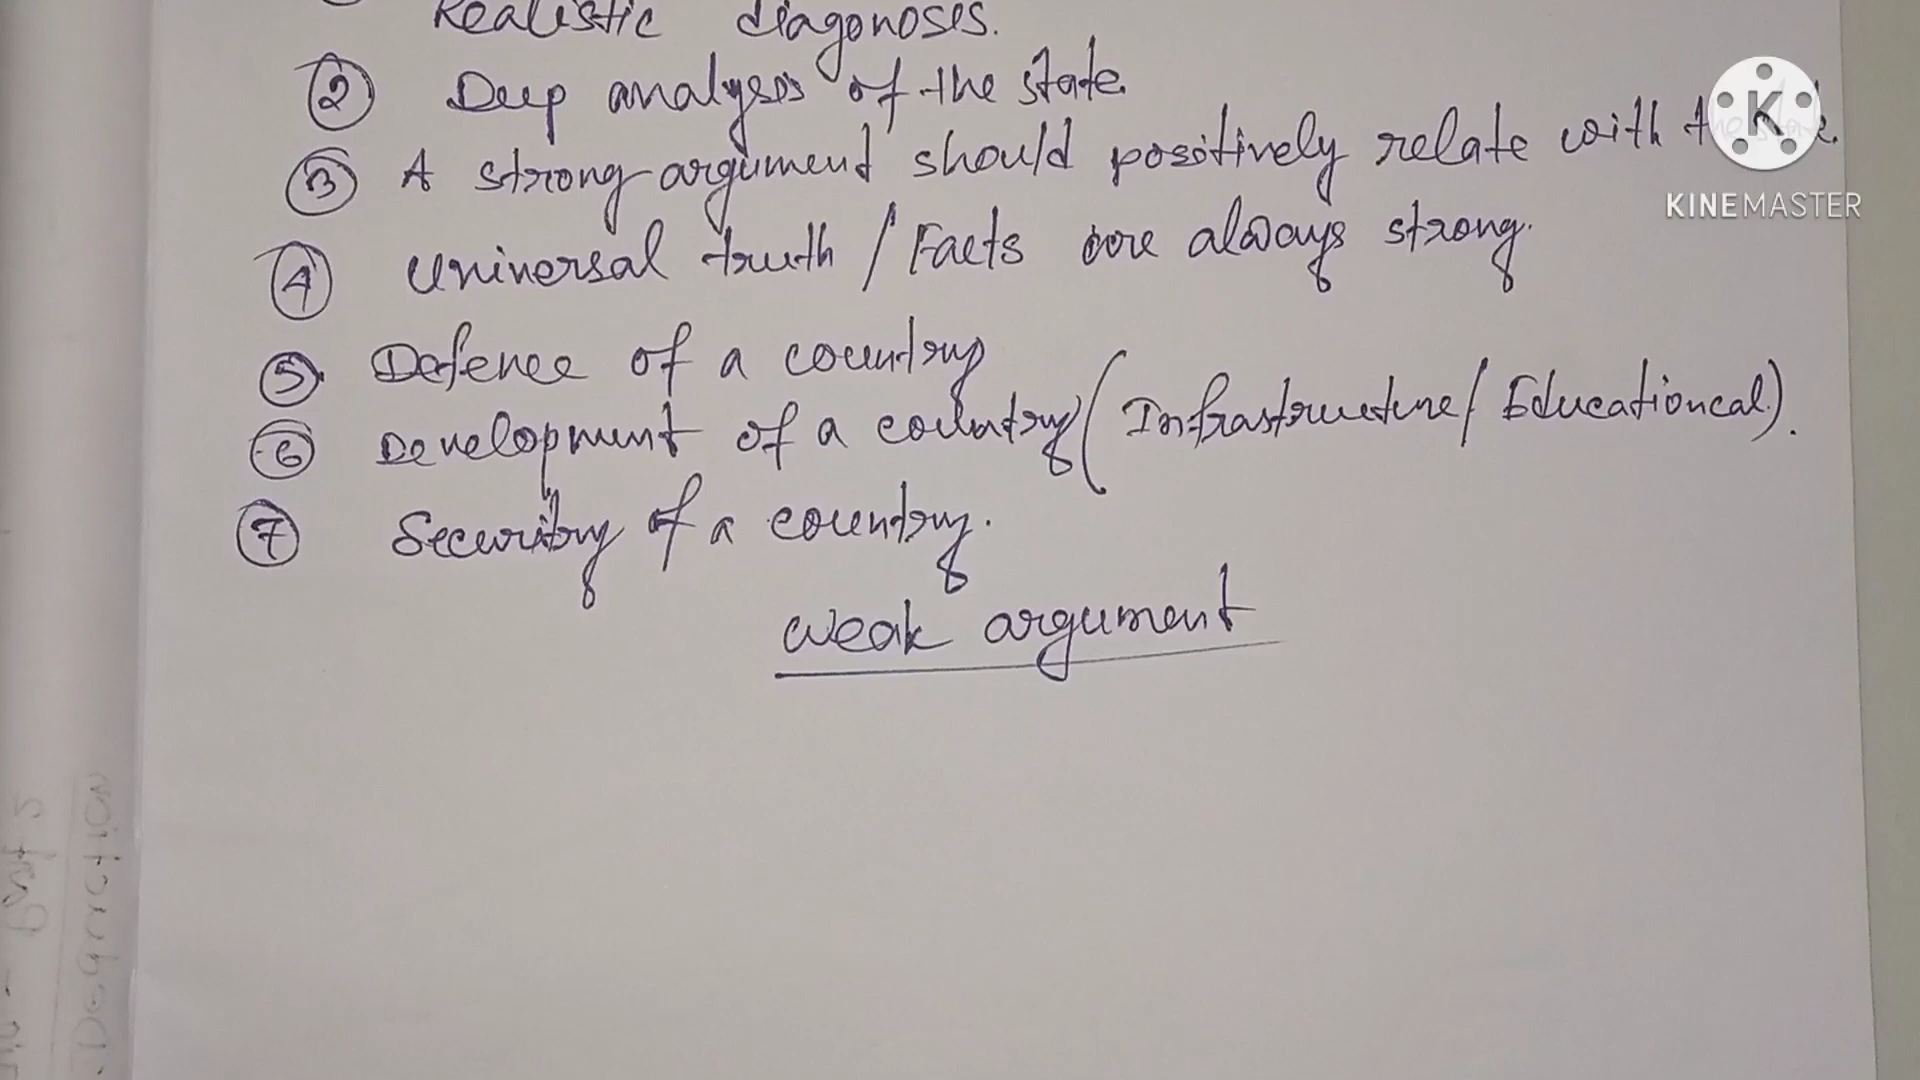 Realistic diagonoses.
② Deep analysis of the state.
③ A strong argument should positively relate with the
④ Universal truth / Facts are always strong.
⑤ Defence of a country
⑥ Development of a country (Infrastructure / Educational).
⑦ Security of a country.
weak argument
K
KINEMASTER